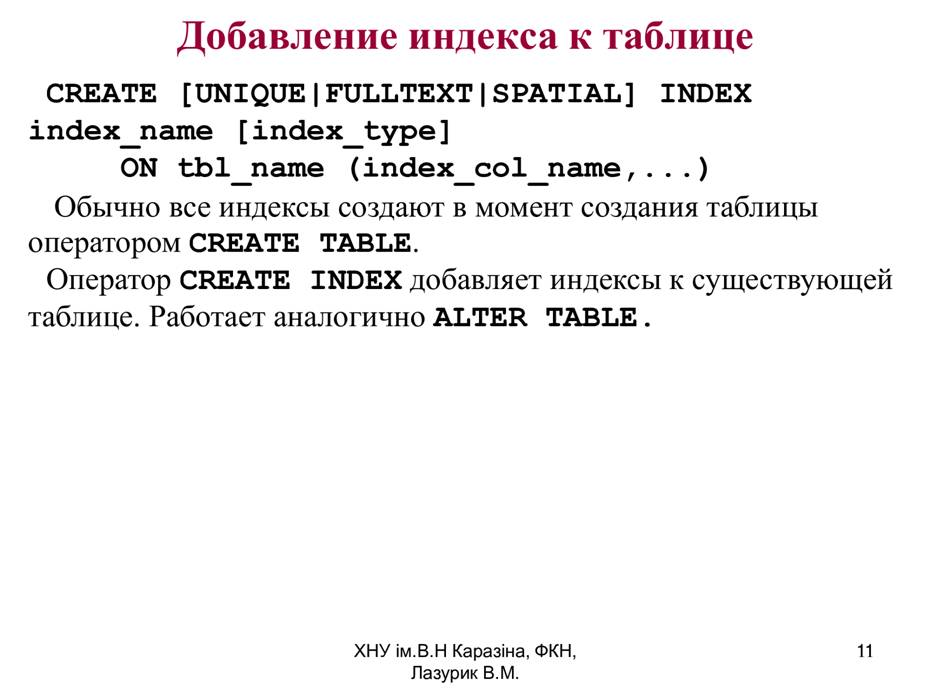 Добавление индекса к таблице
CREATE [UNIQUE|FULLTEXT|SPATIAL] INDEX
index_name [index_type]
ON tbl_name (index_col_name,...)
Обычно все индексы создают в момент создания таблицы
оператором CREATE TABLE.
Оператор CREATE INDEX добавляет индексы к существующей
таблице. Работает аналогично ALTER TABLE.
ХНУ ім.В.Н Каразіна, ФКН,
Лазурик В.М.
11